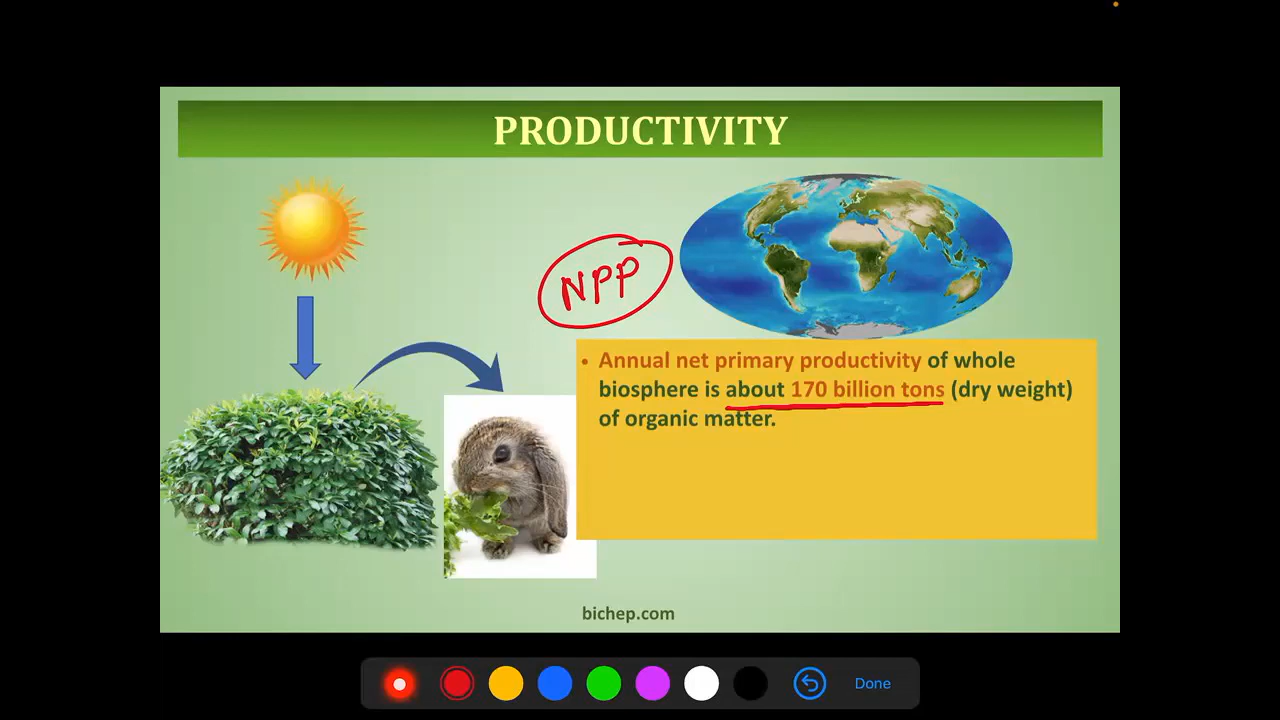 PRODUCTIVITY
NPP
• Annual net primary productivity of whole
biosphere is about 170 billion tons (dry weight)
of organic matter.
bichep.com
Done